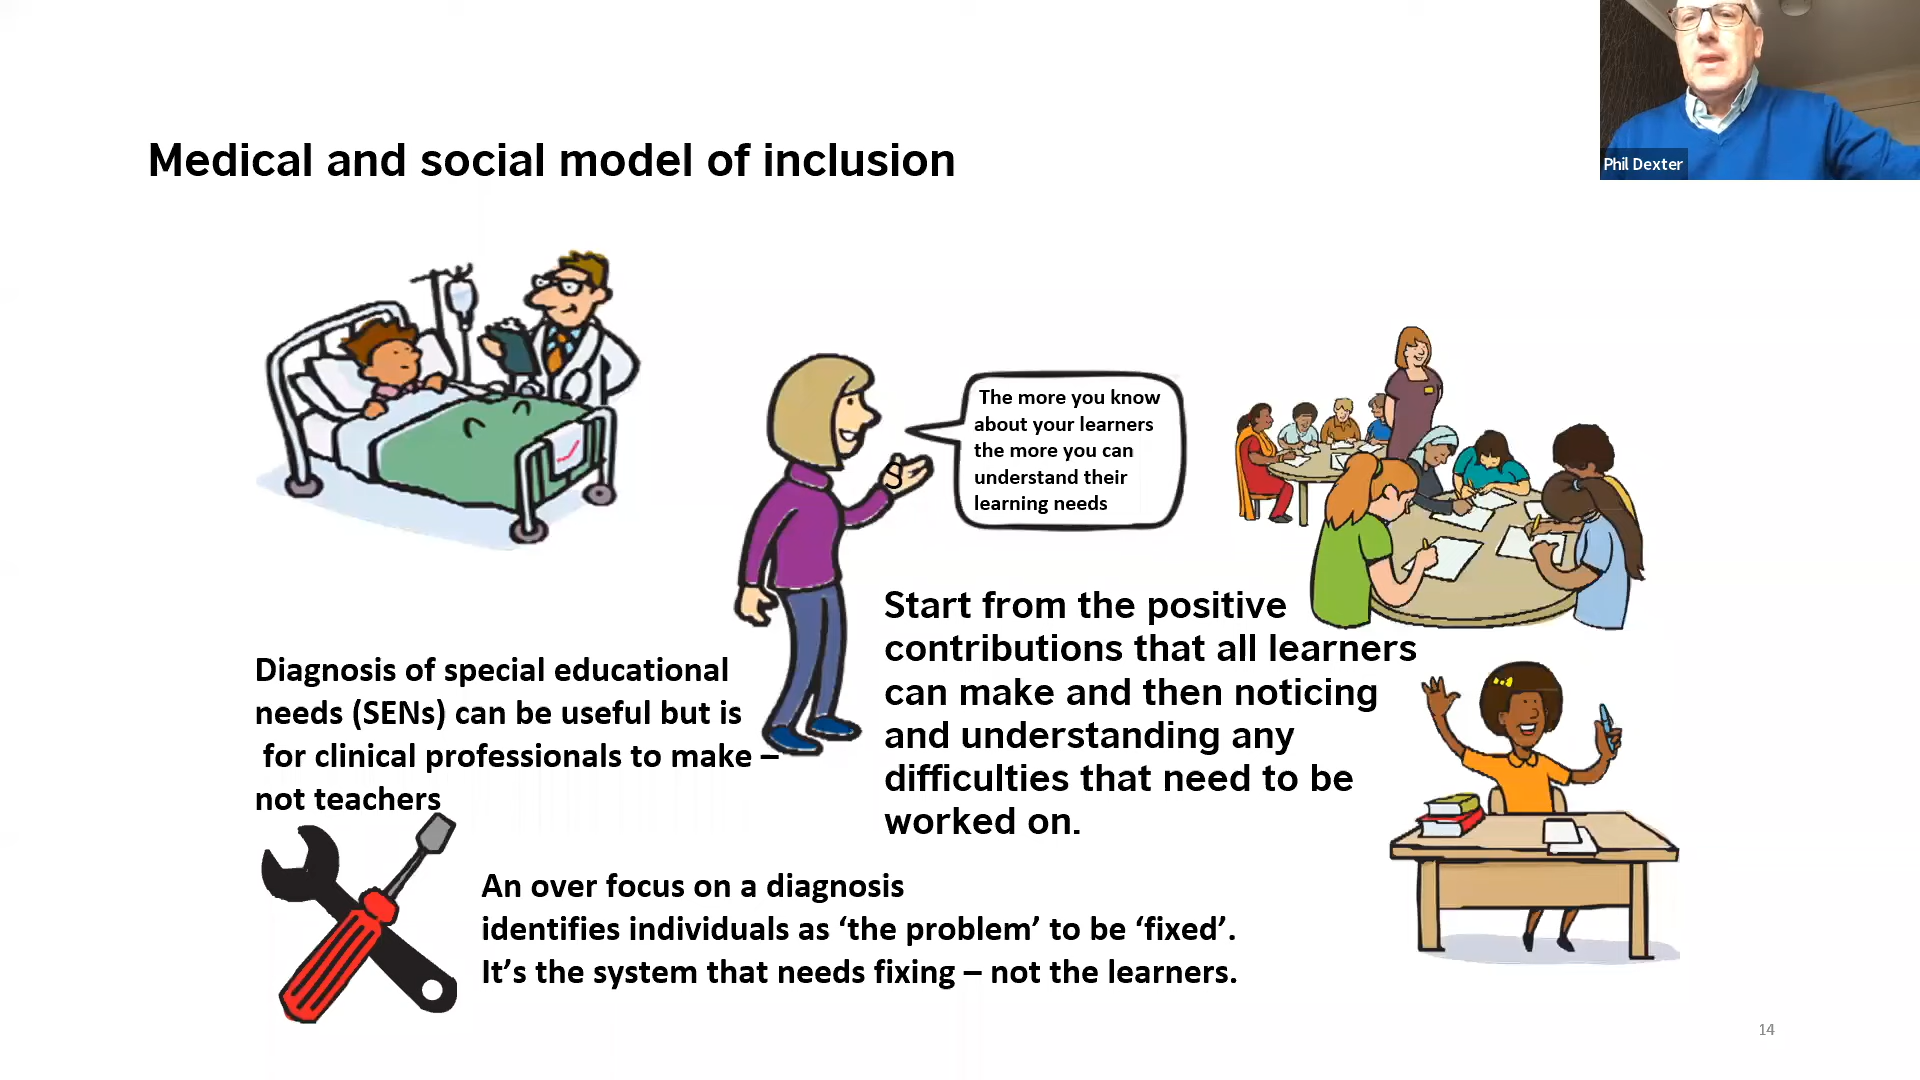 Medical and social model of inclusion
Phil Dexter
The more you know
about your learners
the more you can
understand their
learning needs
Start from the positive
contributions that all learners
can make and then noticing
and understanding any
difficulties that need to be
worked on.
Diagnosis of special educational
needs (SENs) can be useful but is
for clinical professionals to make –
not teachers
An over focus on a diagnosis
identifies individuals as ‘the problem’ to be ‘fixed’.
It’s the system that needs fixing – not the learners.
14